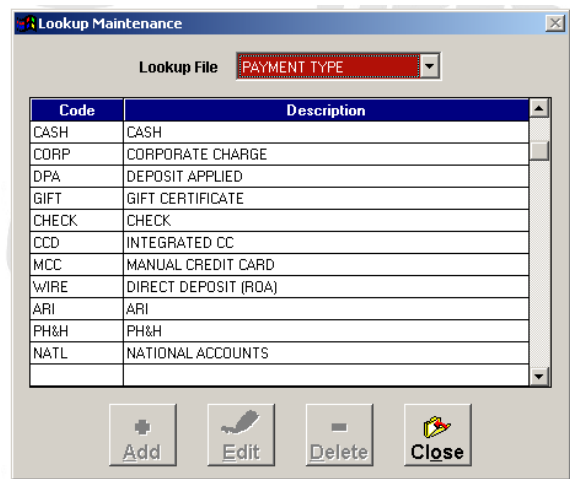 Lookup Maintenance
Lookup File PAYMENT TYPE
Code Description
CASH CASH
CORP CORPORATE CHARGE
DPA DEPOSIT APPLIED
GIFT GIFT CERTIFICATE
CHECK CHECK
CCD INTEGRATED CC
MCC MANUAL CREDIT CARD
WIRE DIRECT DEPOSIT (ROA)
ARI ARI
PH&H PH&H
NATL NATIONAL ACCOUNTS
Add Edit Delete Close